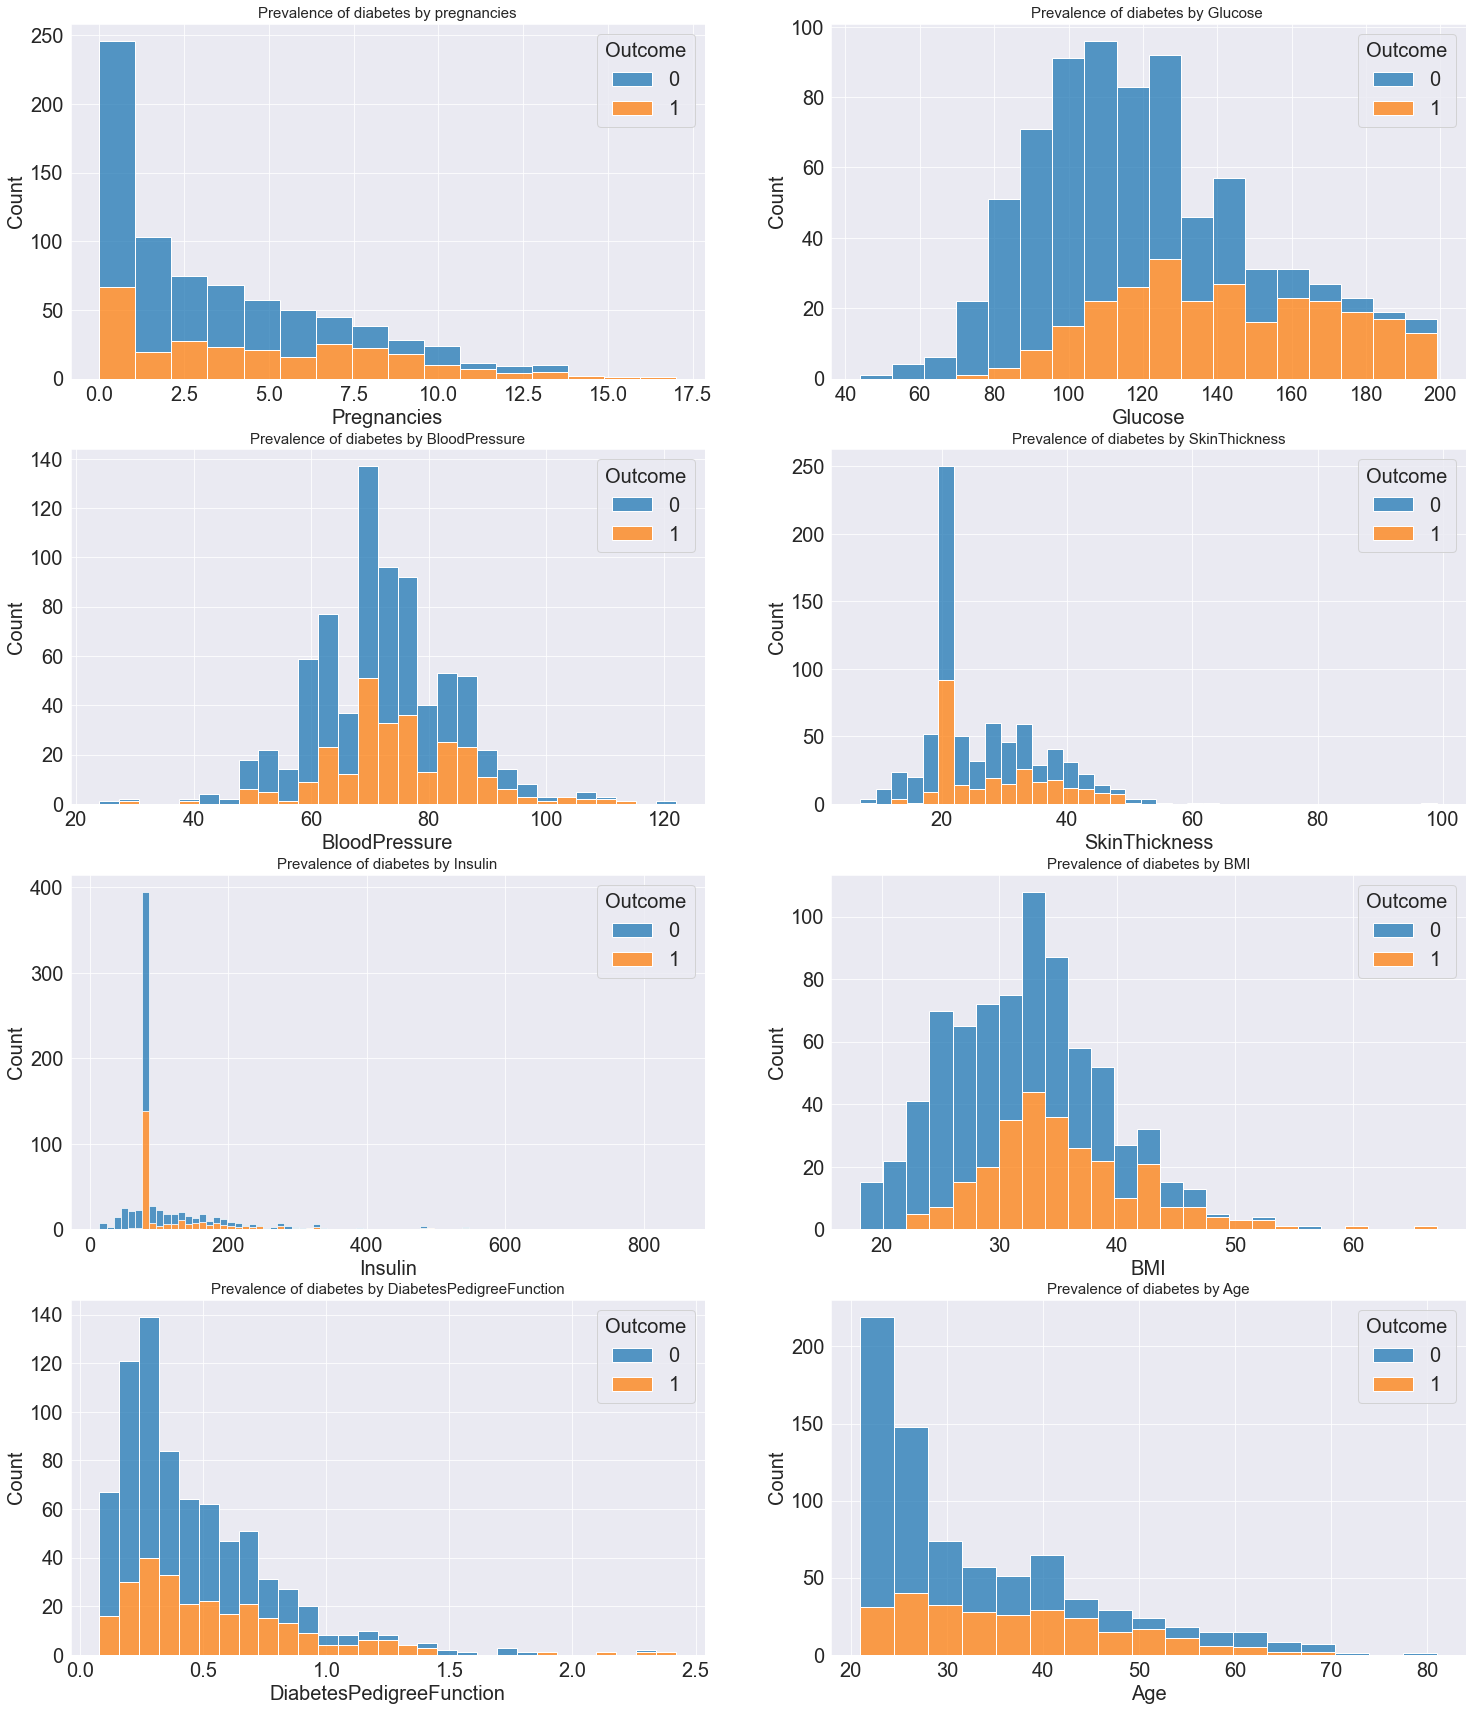 Prevalence of diabetes by pregnancies
250
200
150
100
50
0
Count
0.0 2.5 5.0 7.5 10.0 12.5 15.0 17.5
Pregnancies
Outcome
0
1
Prevalence of diabetes by Glucose
100
80
60
40
20
0
Count
40 60 80 100 120 140 160 180 200
Glucose
Outcome
0
1
Prevalence of diabetes by BloodPressure
140
120
100
80
60
40
20
0
Count
20 40 60 80 100 120
BloodPressure
Outcome
0
1
Prevalence of diabetes by SkinThickness
250
200
150
100
50
0
Count
20 40 60 80 100
SkinThickness
Outcome
0
1
Prevalence of diabetes by Insulin
400
300
200
100
0
Count
0 200 400 600 800
Insulin
Outcome
0
1
Prevalence of diabetes by BMI
100
80
60
40
20
0
Count
20 30 40 50 60
BMI
Outcome
0
1
Prevalence of diabetes by DiabetesPedigreeFunction
140
120
100
80
60
40
20
0
Count
0.0 0.5 1.0 1.5 2.0 2.5
DiabetesPedigreeFunction
Outcome
0
1
Prevalence of diabetes by Age
200
150
100
50
0
Count
20 30 40 50 60 70 80
Age
Outcome
0
1